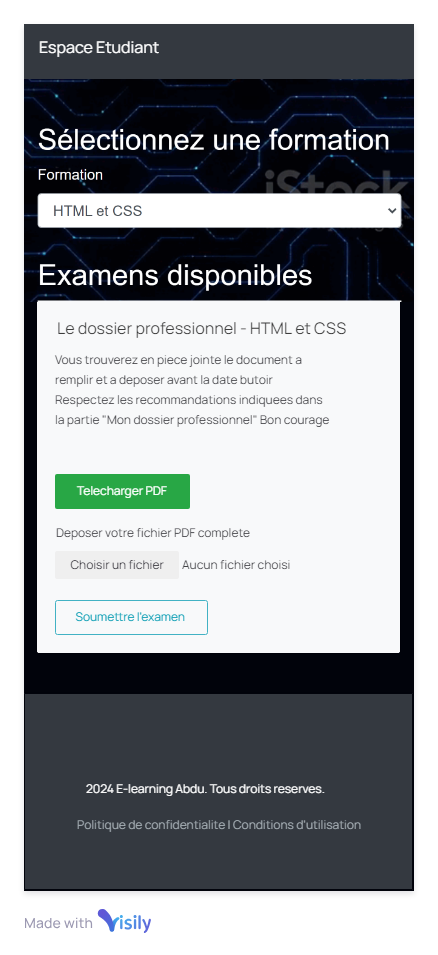 Espace Etudiant
Sélectionnez une formation
Formation
iStock
HTML et CSS
Examens disponibles
Le dossier professionnel - HTML et CSS
Vous trouverez en piece jointe le document a
remplir et a deposer avant la date butoir
Respectez les recommandations indiquees dans
la partie "Mon dossier professionnel" Bon courage
Telecharger PDF
Deposer votre fichier PDF complete
Choisir un fichier Aucun fichier choisi
Soumettre l'examen
2024 E-learning Abdu. Tous droits reserves.
Politique de confidentialite | Conditions d'utilisation
Made with Visily